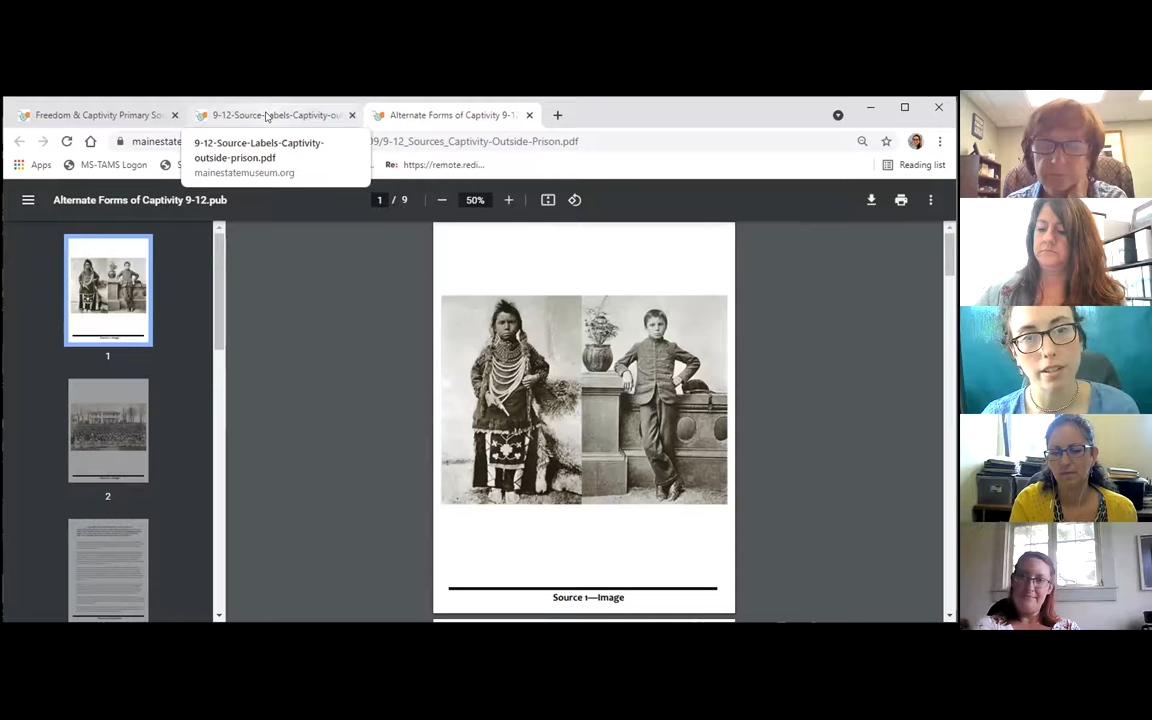 Freedom & Captivity Primary So
9-12-Source-Labels-Captivity-ou
Alternate Forms of Captivity 9-1
9-12-Source-Labels-Captivity-
outside-prison.pdf
mainestatemuseum.org
mainestate
09/9-12_Sources_Captivity-Outside-Prison.pdf
Apps
MS-TAMS Logon
S
Re: https://remote.redi...
Reading list
Alternate Forms of Captivity 9-12.pub
1 / 9
50%
1
2
Source 1—Image